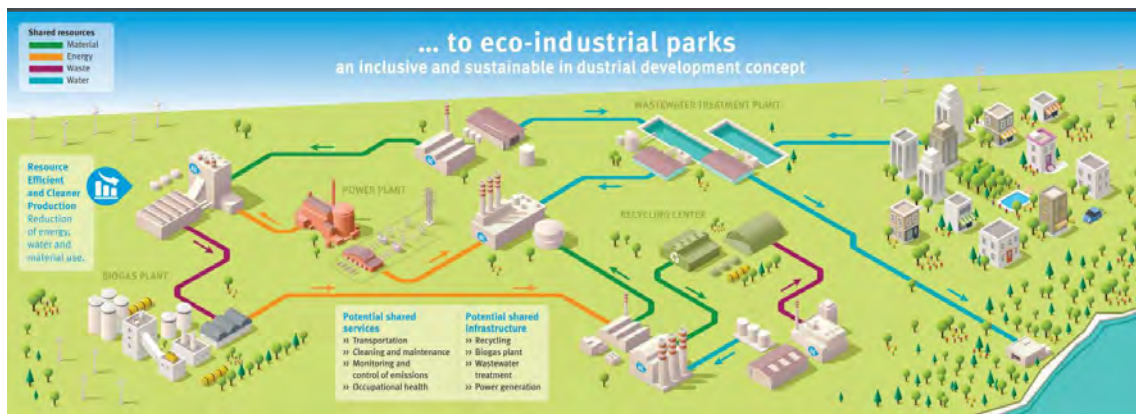 ... to eco-industrial parks
an inclusive and sustainable in dustrial development concept
Shared resources
Material
Energy
Waste
Water
WASTEWATER TREATMENT PLANT
Resource
Efficient
and Cleaner
Production
Reduction
of energy,
water and
material use.
POWER PLANT
RECYCLING CENTER
BIOGAS PLANT
Potential shared
services
» Transportation
» Cleaning and maintenance
» Monitoring and
control of emissions
» Occupational health
Potential shared
infrastructure
» Recycling
» Biogas plant
» Wastewater
treatment
» Power generation